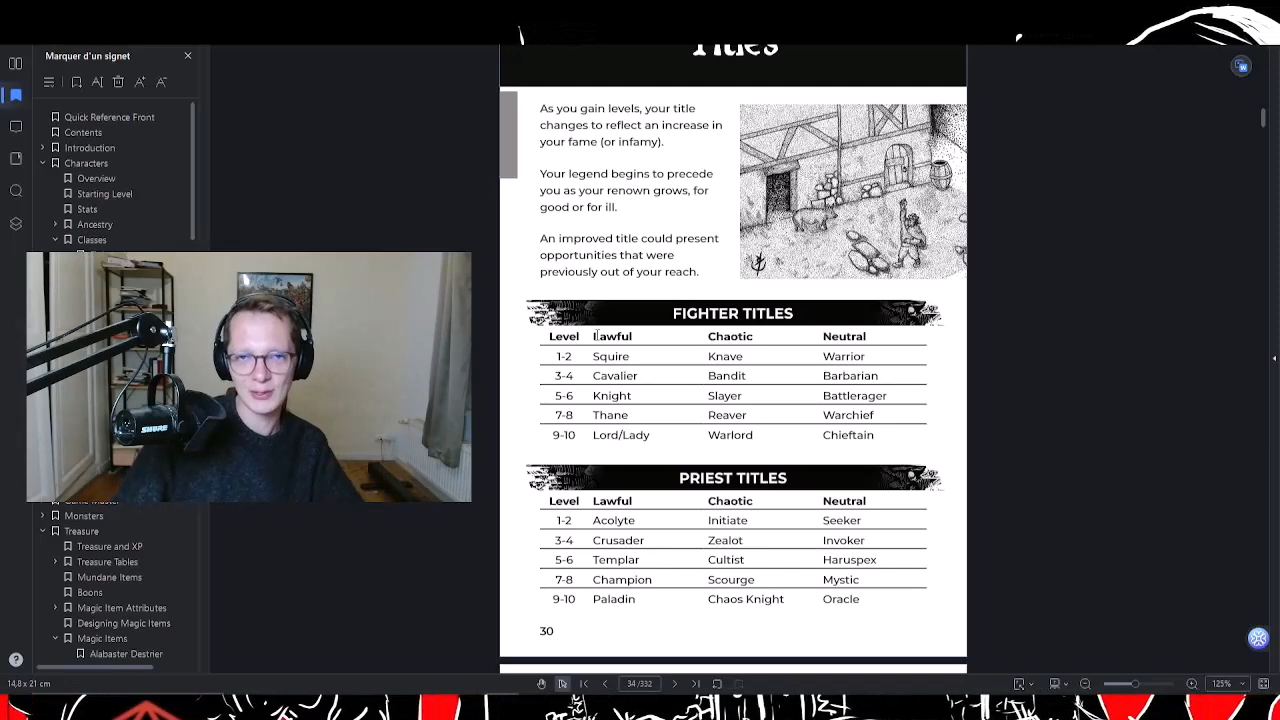 Marquer d'un signet
Quick Reference Front
Contents
Introduction
Characters
Overview
Starting Level
Stats
Ancestry
Classes
Monsters
Treasure
Treasure and XP
Treasure Tables
Mundane Items
Boons
Magic Item Attributes
Designing Magic Items
Magic Items
Alabaster Destrier
14,8 x 21 cm
SHURE
Titles
As you gain levels, your title
changes to reflect an increase in
your fame (or infamy).
Your legend begins to precede
you as your renown grows, for
good or for ill.
An improved title could present
opportunities that were
previously out of your reach.
FIGHTER TITLES
Level Lawful Chaotic Neutral
1-2 Squire Knave Warrior
3-4 Cavalier Bandit Barbarian
5-6 Knight Slayer Battlerager
7-8 Thane Reaver Warchief
9-10 Lord/Lady Warlord Chieftain
PRIEST TITLES
Level Lawful Chaotic Neutral
1-2 Acolyte Initiate Seeker
3-4 Crusader Zealot Invoker
5-6 Templar Cultist Haruspex
7-8 Champion Scourge Mystic
9-10 Paladin Chaos Knight Oracle
30
34 /332
125%